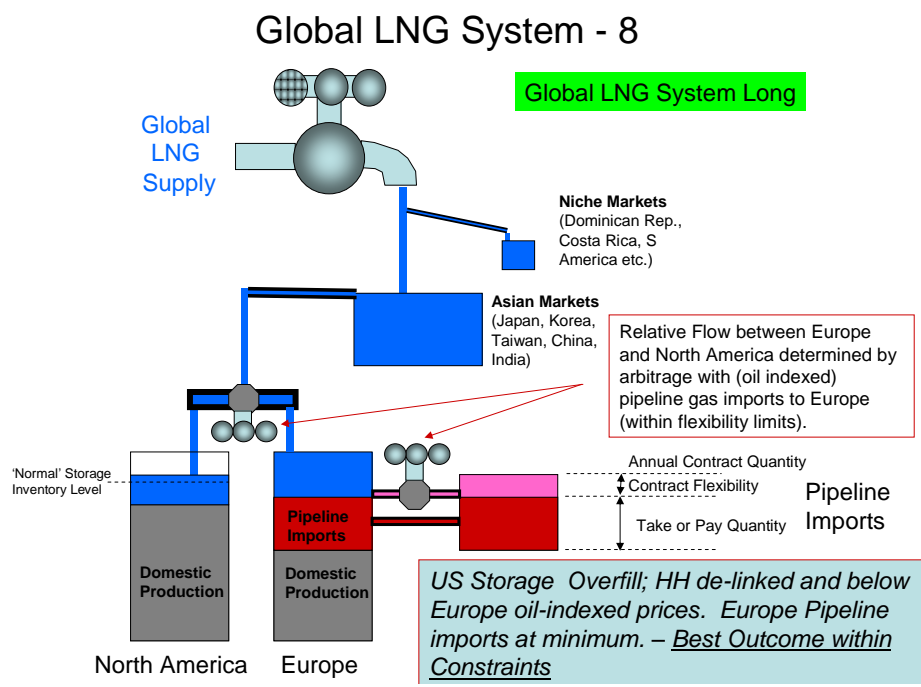 Global LNG System - 8
Global LNG System Long
Global
LNG
Supply
Niche Markets
(Dominican Rep.,
Costa Rica, S
America etc.)
Asian Markets
(Japan, Korea,
Taiwan, China,
India)
Relative Flow between Europe
and North America determined by
arbitrage with (oil indexed)
pipeline gas imports to Europe
(within flexibility limits).
'Normal' Storage
Inventory Level
Annual Contract Quantity
Contract Flexibility
Take or Pay Quantity
Pipeline
Imports
Pipeline
Imports
Domestic
Production
Domestic
Production
North America
Europe
US Storage Overfill; HH de-linked and below
Europe oil-indexed prices. Europe Pipeline
imports at minimum. – Best Outcome within
Constraints